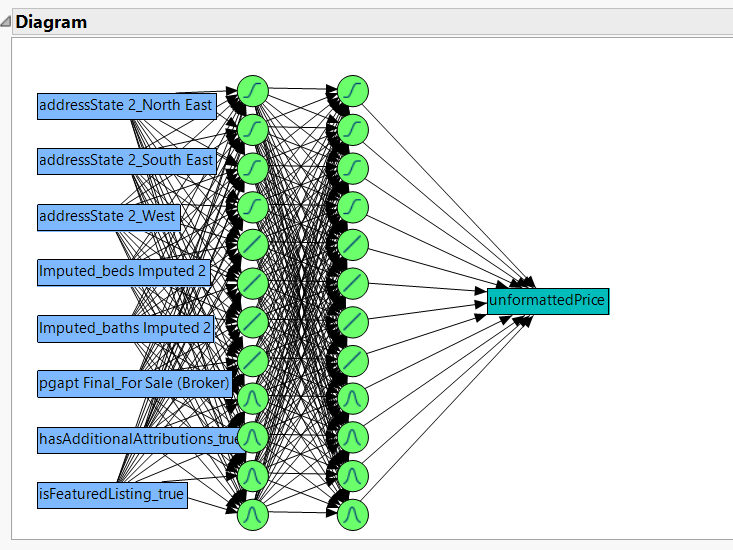 Diagram
addressState 2_North East
addressState 2_South East
addressState 2_West
Imputed_beds Imputed 2
Imputed_baths Imputed 2
pgapt Final_For Sale (Broker)
hasAdditionalAttributions_true
isFeaturedListing_true
unformattedPrice